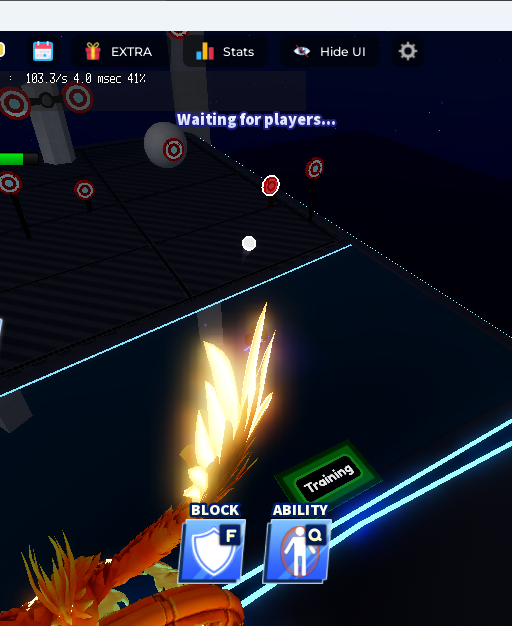 EXTRA
Stats
Hide UI
: 103.3/s 4.0 msec 41%
Waiting for players...
Training
BLOCK
ABILITY
F
Q